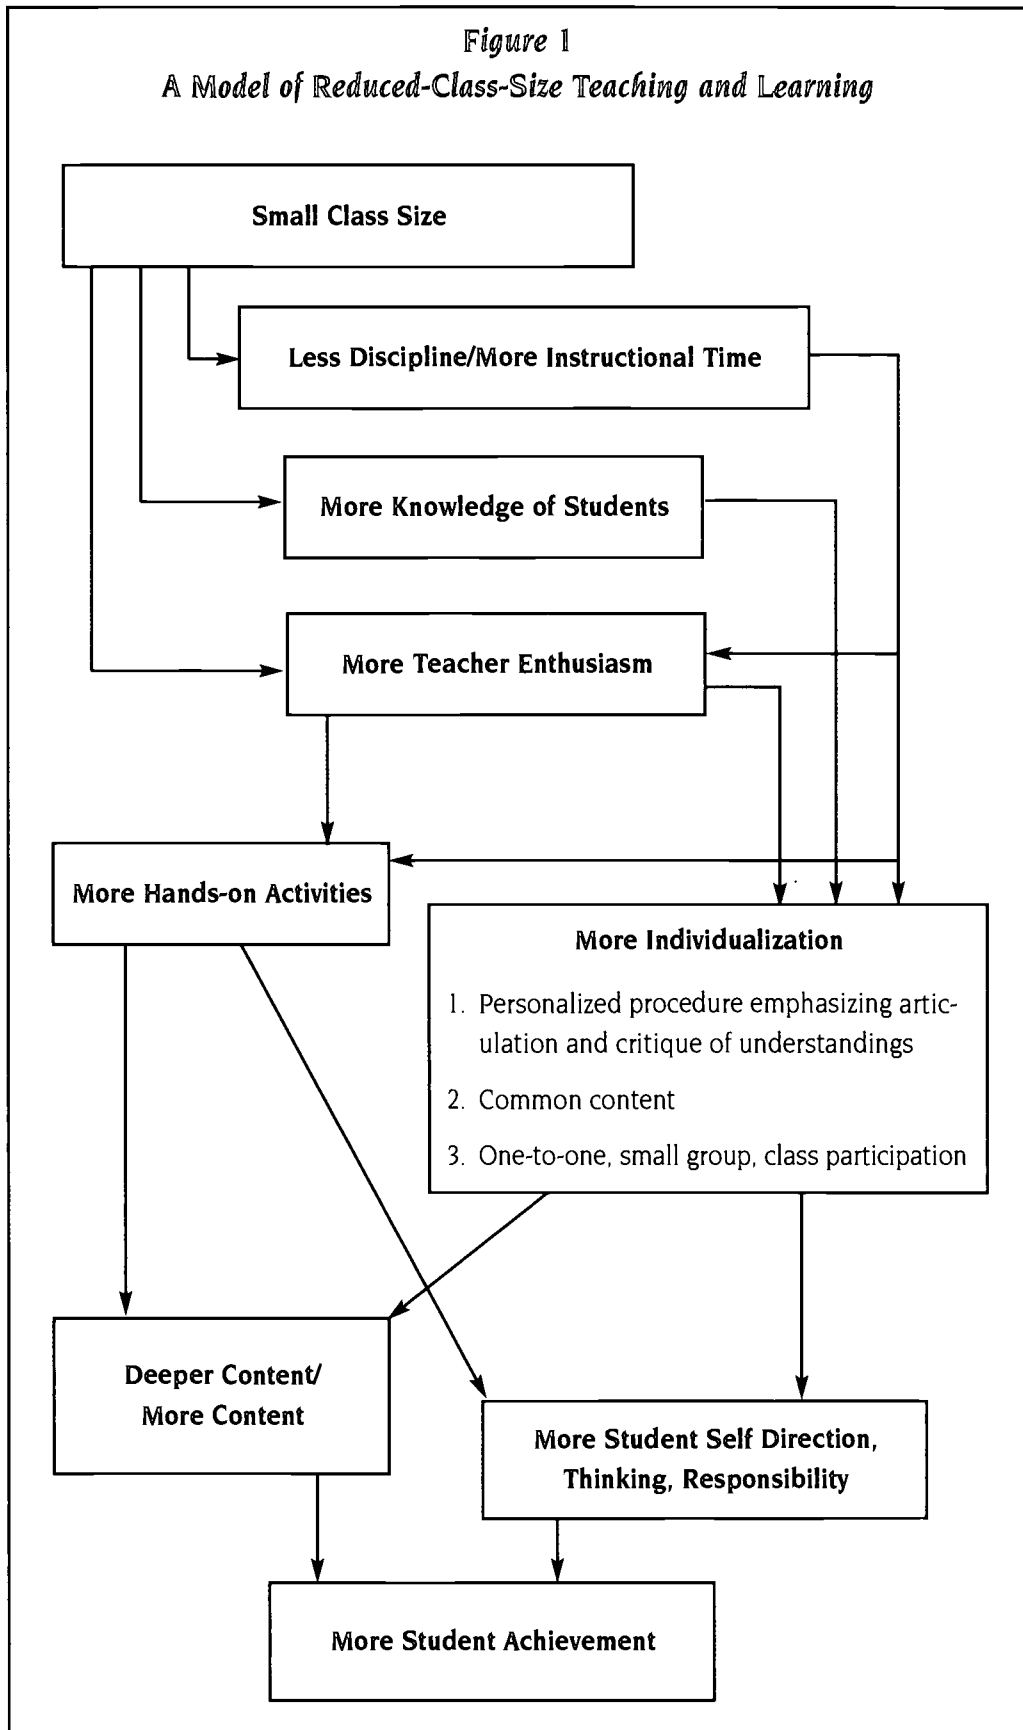 Figure 1
A Model of Reduced-Class-Size Teaching and Learning
Small Class Size
Less Discipline/More Instructional Time
More Knowledge of Students
More Teacher Enthusiasm
More Hands-on Activities
More Individualization
1. Personalized procedure emphasizing artic-
ulation and critique of understandings
2. Common content
3. One-to-one, small group, class participation
Deeper Content/
More Content
More Student Self Direction,
Thinking, Responsibility
More Student Achievement